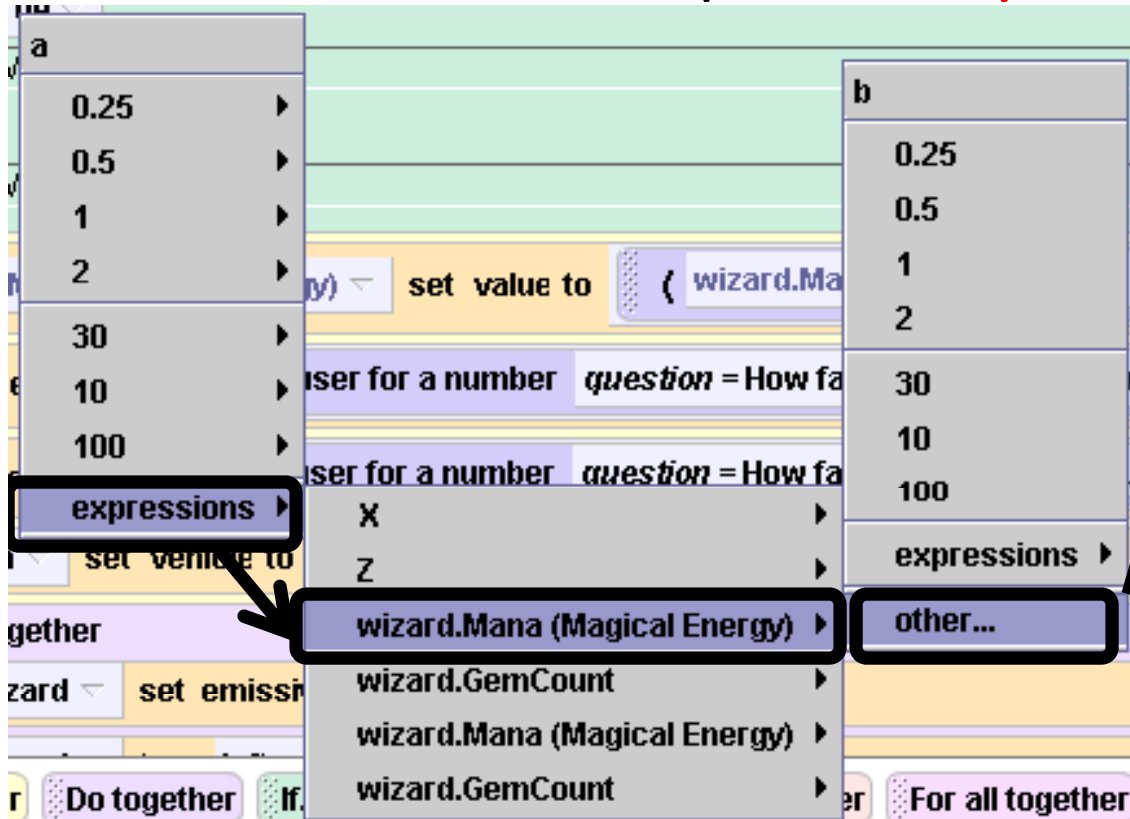 a
0.25
0.5
1
2
30
10
100
expressions
X
Z
wizard.Mana (Magical Energy)
wizard.GemCount
wizard.Mana (Magical Energy)
wizard.GemCount
b
0.25
0.5
1
2
30
10
100
expressions
other...
set value to ( wizard.Ma
user for a number question = How fa
user for a number question = How fa
set vehicle to
gether
zard set emissi
Do together If. For all together